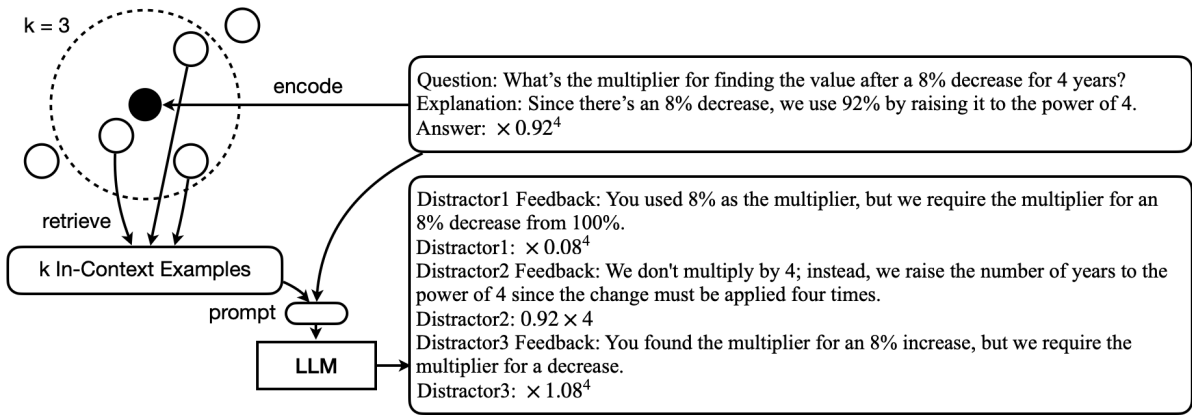 k = 3
encode
Question: What's the multiplier for finding the value after a 8% decrease for 4 years?
Explanation: Since there's an 8% decrease, we use 92% by raising it to the power of 4.
Answer: × 0.92⁴
retrieve
k In-Context Examples
prompt
LLM
Distractor1 Feedback: You used 8% as the multiplier, but we require the multiplier for an
8% decrease from 100%.
Distractor1: × 0.08⁴
Distractor2 Feedback: We don't multiply by 4; instead, we raise the number of years to the
power of 4 since the change must be applied four times.
Distractor2: 0.92 × 4
Distractor3 Feedback: You found the multiplier for an 8% increase, but we require the
multiplier for a decrease.
Distractor3: × 1.08⁴